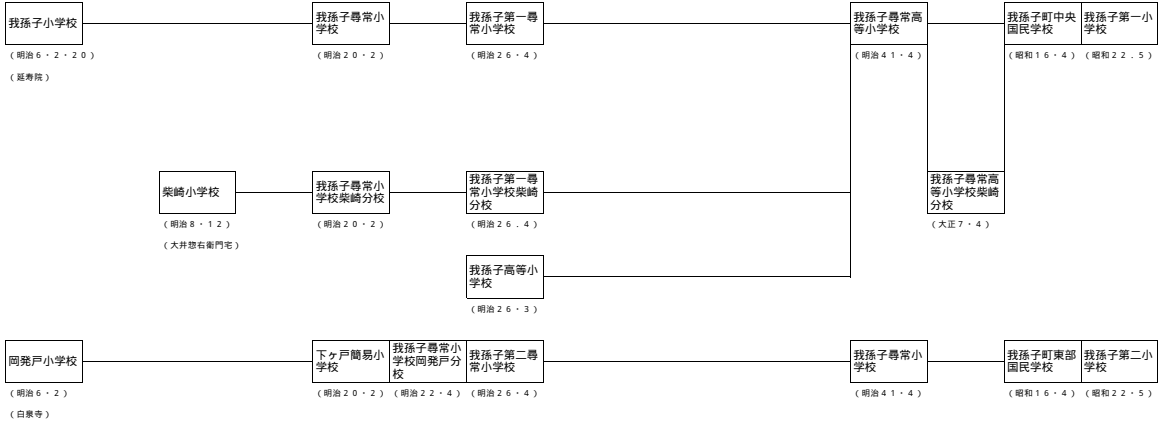 我孫子小学校
(明治6・2・20)
(延寿院)
我孫子尋常小
学校
(明治20・2)
我孫子第一尋
常小学校
(明治26・4)
我孫子尋常高
等小学校
(明治41・4)
我孫子町中央
国民学校
(昭和16・4)
我孫子第一小
学校
(昭和22.5)
柴崎小学校
(明治8・12)
(大井惣右衛門宅)
我孫子尋常小
学校柴崎分校
(明治20・2)
我孫子第一尋
常小学校柴崎
分校
(明治26.4)
我孫子尋常高
等小学校柴崎
分校
(大正7・4)
我孫子高等小
学校
(明治26・3)
岡発戸小学校
(明治6・2)
(白泉寺)
下ヶ戸簡易小
学校
(明治20・2)
我孫子尋常小
学校岡発戸分
校
(明治22・4)
我孫子第二尋
常小学校
(明治26・4)
我孫子尋常小
学校
(明治41・4)
我孫子町東部
国民学校
(昭和16・4)
我孫子第二小
学校
(昭和22・5)